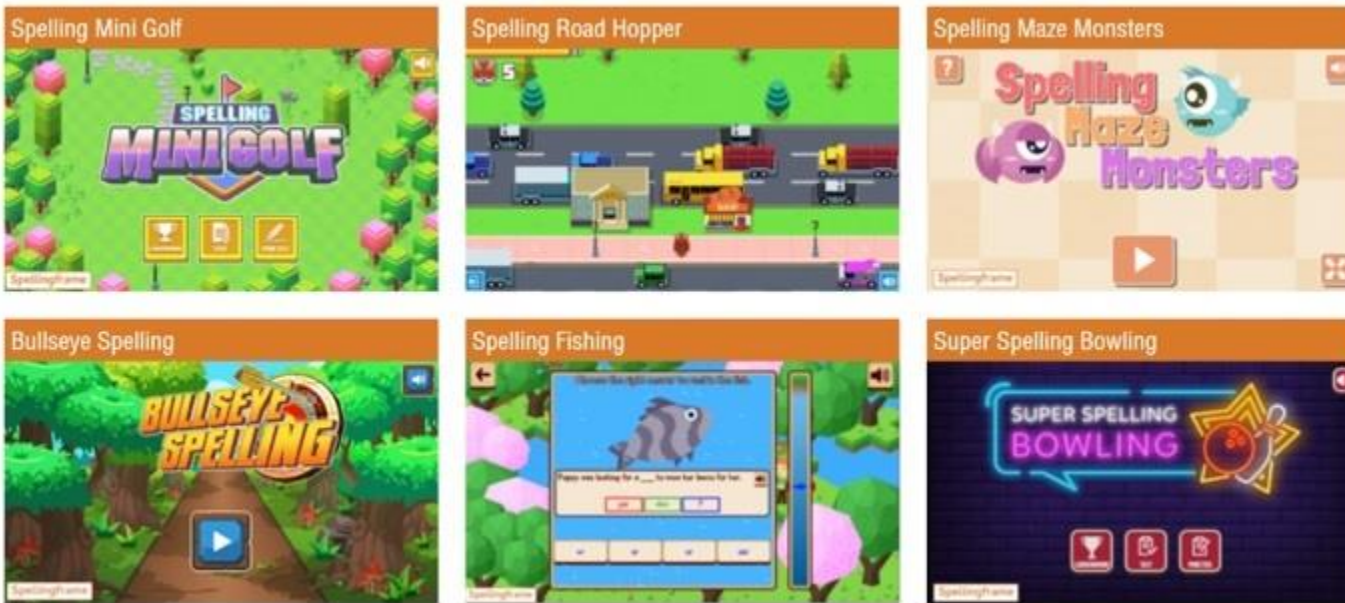 Spelling Mini Golf
SPELLING
MINI GOLF
Spellingframe
Spelling Road Hopper
5
Spelling Maze Monsters
?
Spelling
Maze
Monsters
Spellingframe
Bullseye Spelling
BULLSEYE
SPELLING
Spellingframe
Spelling Fishing
Spellingframe
Super Spelling Bowling
SUPER SPELLING
BOWLING
TEST
Spellingframe